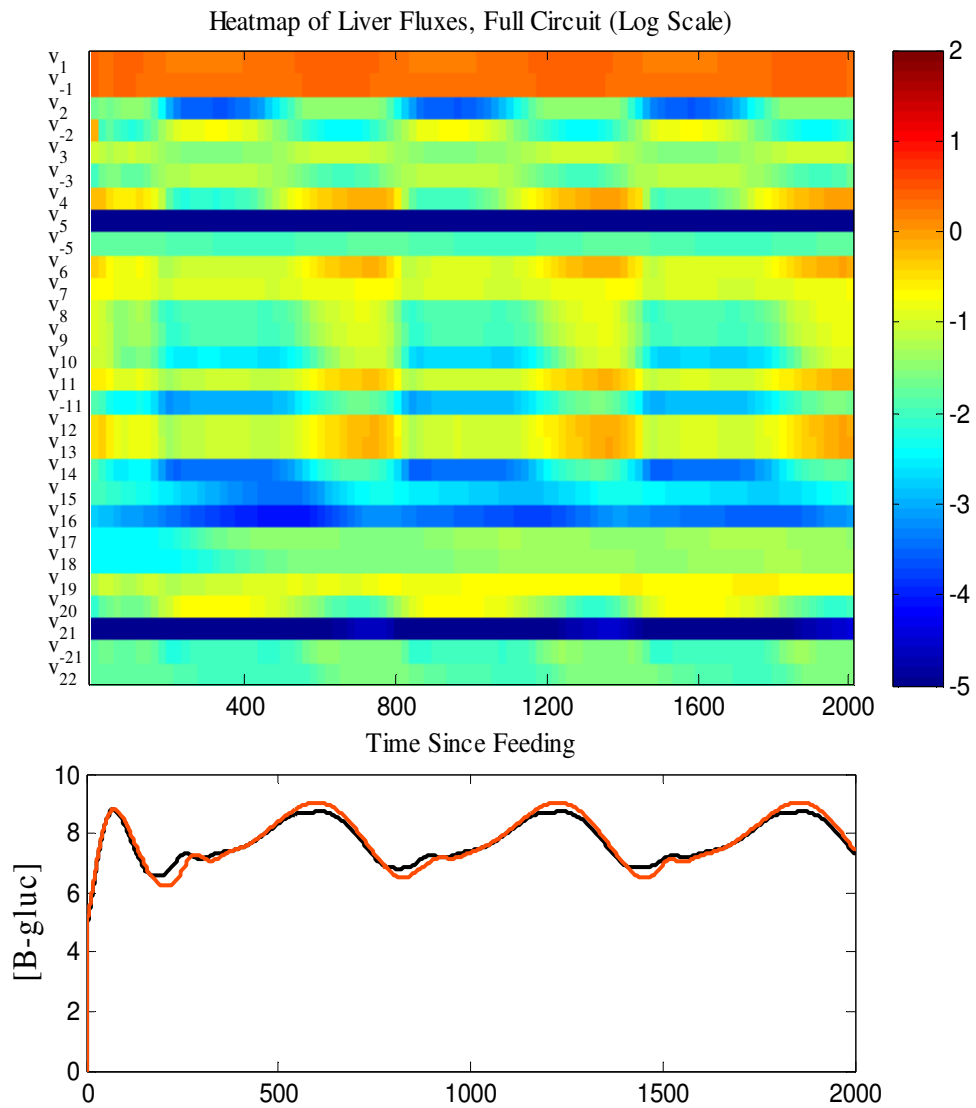 Heatmap of Liver Fluxes, Full Circuit (Log Scale)
v1
v-1
v2
v-2
v3
v-3
v4
v5
v-5
v6
v7
v8
v9
v10
v11
v-11
v12
v13
v14
v15
v16
v17
v18
v19
v20
v21
v-21
v22
2
1
0
-1
-2
-3
-4
-5
400 800 1200 1600 2000
Time Since Feeding
[B-gluc]
10
8
6
4
2
0
0 500 1000 1500 2000